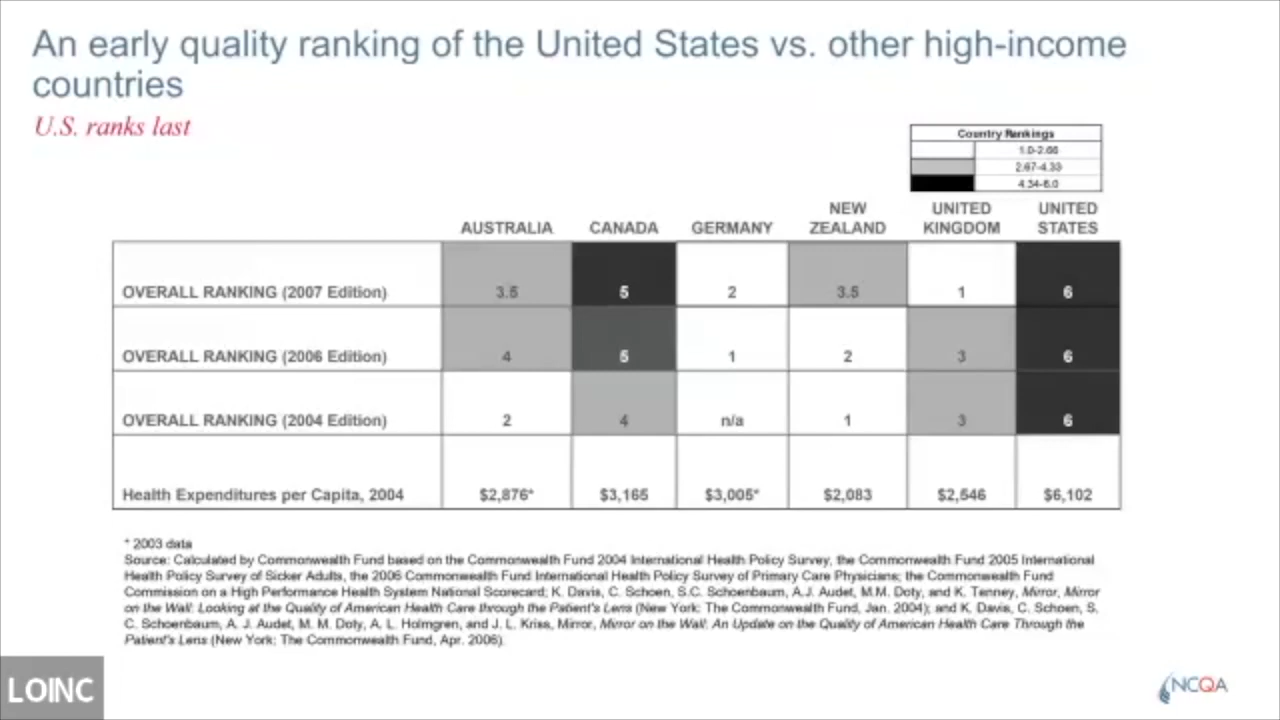 An early quality ranking of the United States vs. other high-income
countries
U.S. ranks last
Country Rankings
1.0-2.66
2.67-4.33
4.34-6.0
AUSTRALIA CANADA GERMANY NEW ZEALAND UNITED KINGDOM UNITED STATES
OVERALL RANKING (2007 Edition) 3.5 5 2 3.5 1 6
OVERALL RANKING (2006 Edition) 4 5 1 2 3 6
OVERALL RANKING (2004 Edition) 2 4 n/a 1 3 6
Health Expenditures per Capita, 2004 $2,876* $3,165 $3,005* $2,083 $2,546 $6,102
* 2003 data
Source: Calculated by Commonwealth Fund based on the Commonwealth Fund 2004 International Health Policy Survey, the Commonwealth Fund 2005 International
Health Policy Survey of Sicker Adults, the 2006 Commonwealth Fund International Health Policy Survey of Primary Care Physicians; the Commonwealth Fund
Commission on a High Performance Health System National Scorecard; K. Davis, C. Schoen, S.C. Schoenbaum, A.J. Audet, M.M. Doty, and K. Tenney, Mirror, Mirror
on the Wall: Looking at the Quality of American Health Care through the Patient's Lens (New York: The Commonwealth Fund, Jan. 2004); and K. Davis, C. Schoen, S.
C. Schoenbaum, A. J. Audet, M. M. Doty, A. L. Holmgren, and J. L. Kriss, Mirror, Mirror on the Wall: An Update on the Quality of American Health Care Through the
Patient's Lens (New York: The Commonwealth Fund, Apr. 2006).
LOINC
NCQA